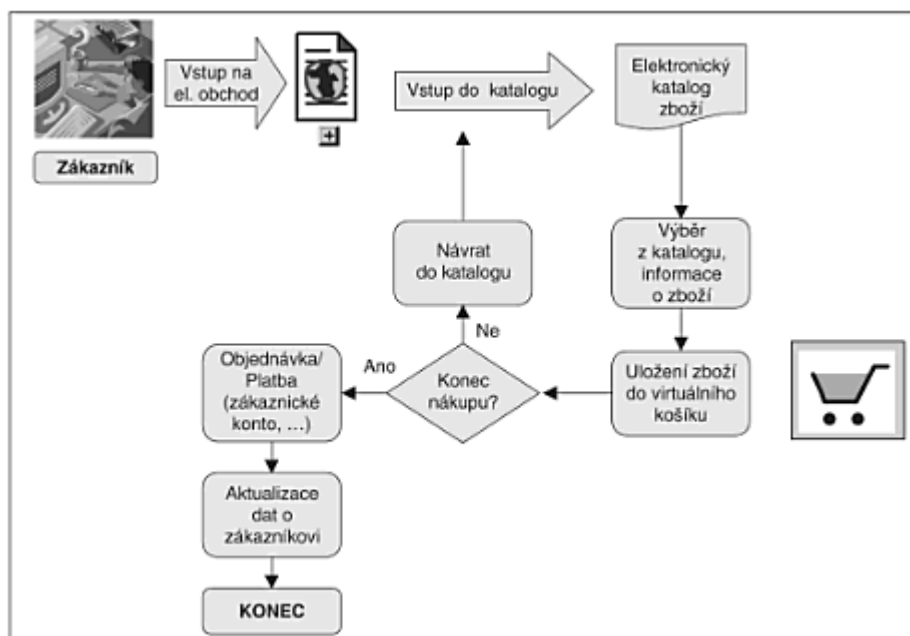 Vstup na
el. obchod
Vstup do katalogu
Elektronický
katalog
zboží
Zákazník
Návrat
do katalogu
Výběr
z katalogu,
informace
o zboží
Ne
Ano
Objednávka/
Platba
(zákaznické
konto, ...)
Konec
nákupu?
Uložení zboží
do virtuálního
košíku
Aktualizace
dat o
zákazníkovi
KONEC